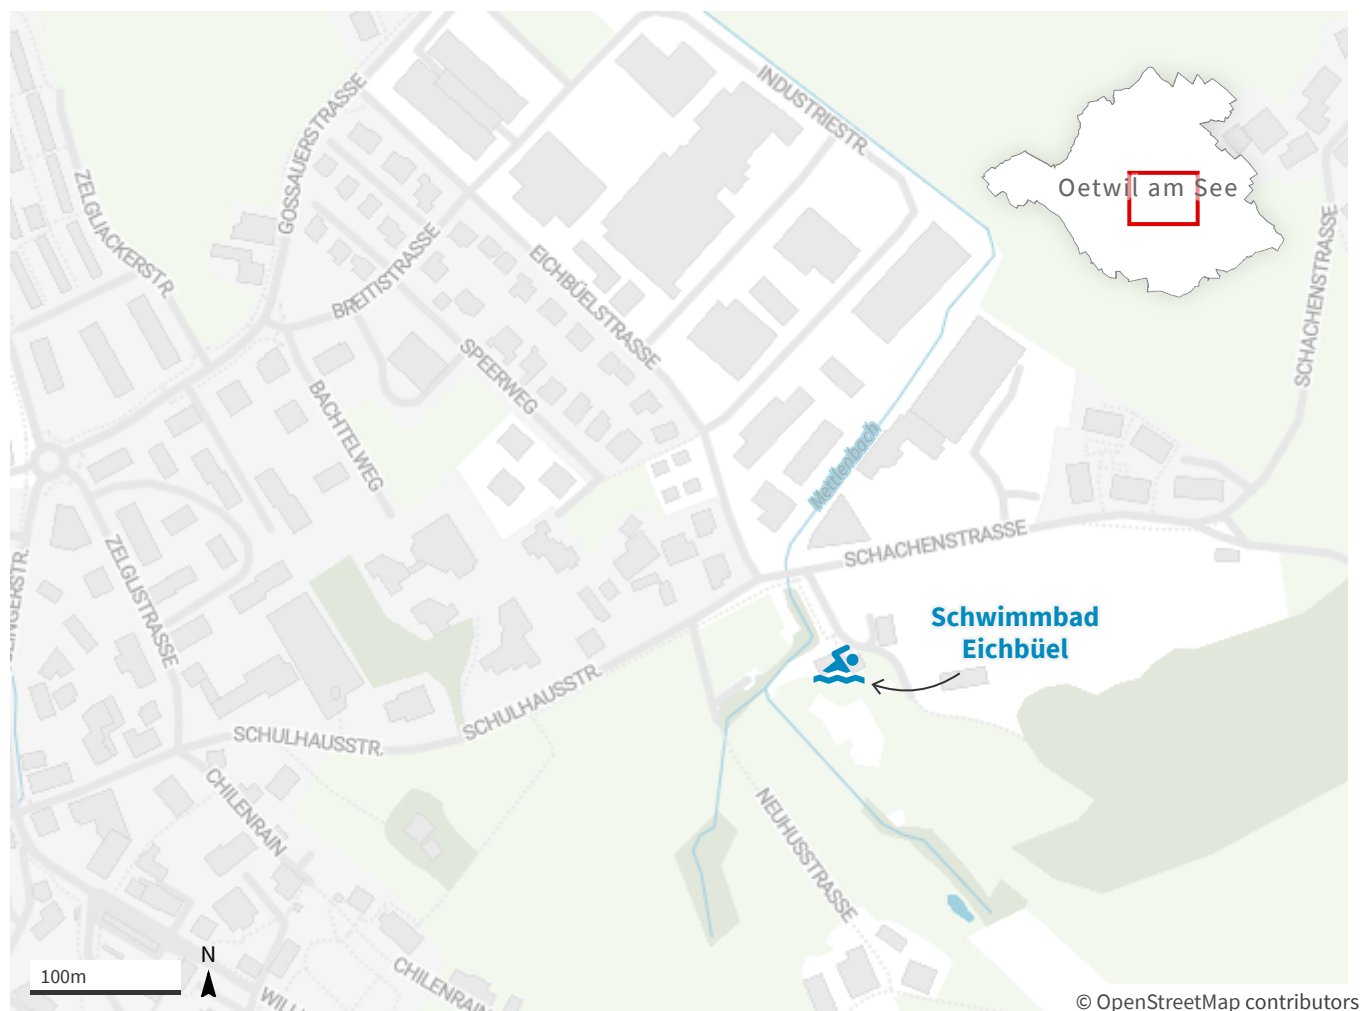 INDUSTRIESTR.
GOSSAUERSTRASSE
ZELGLIACKERSTR.
Oetwil am See
SCHACHENSTRASSE
BREITISTRASSE
EICHBÜELSTRASSE
SPEERWEG
BACHTELWEG
Mettlenbach
SCHACHENSTRASSE
ZELGLISTRASSE
Schwimmbad
Eichbüel
SCHULHAUSSTR.
SCHULHAUSSTR.
CHILENRAIN
NEUHUSSTRASSE
CHILENRAIN
N
100m
© OpenStreetMap contributors